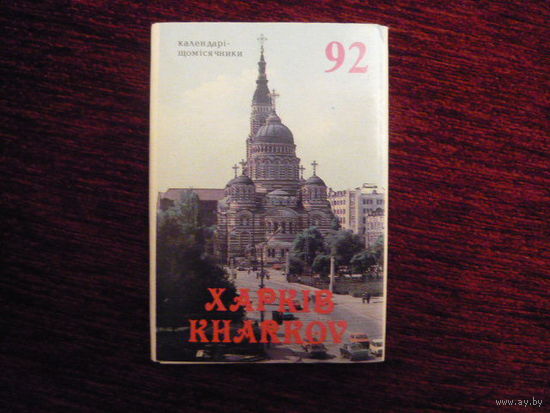 календарі-
щомісячники
92
ХАРКІВ
KHARKOV
www.ay.by